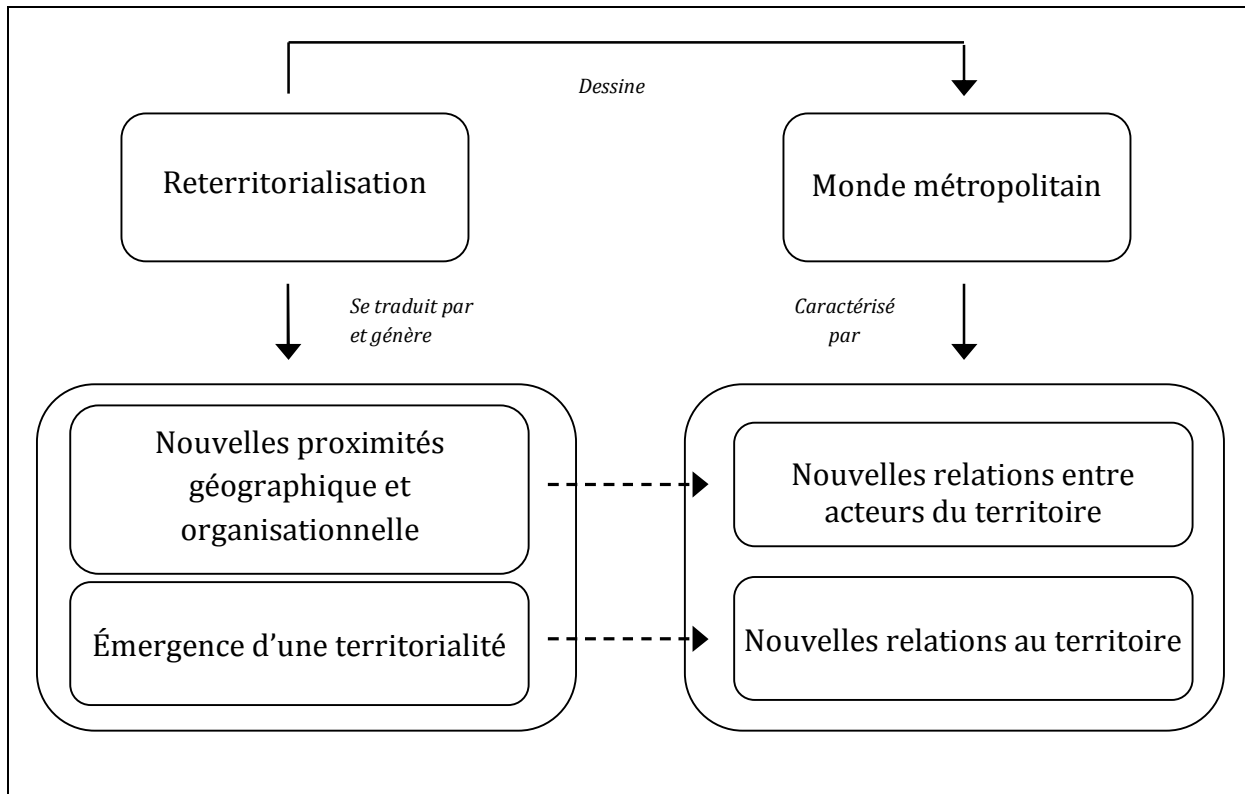 Dessine
Reterritorialisation
Monde métropolitain
Se traduit par
et génère
Caractérisé
par
Nouvelles proximités
géographique et
organisationnelle
Nouvelles relations entre
acteurs du territoire
Émergence d’une territorialité
Nouvelles relations au territoire